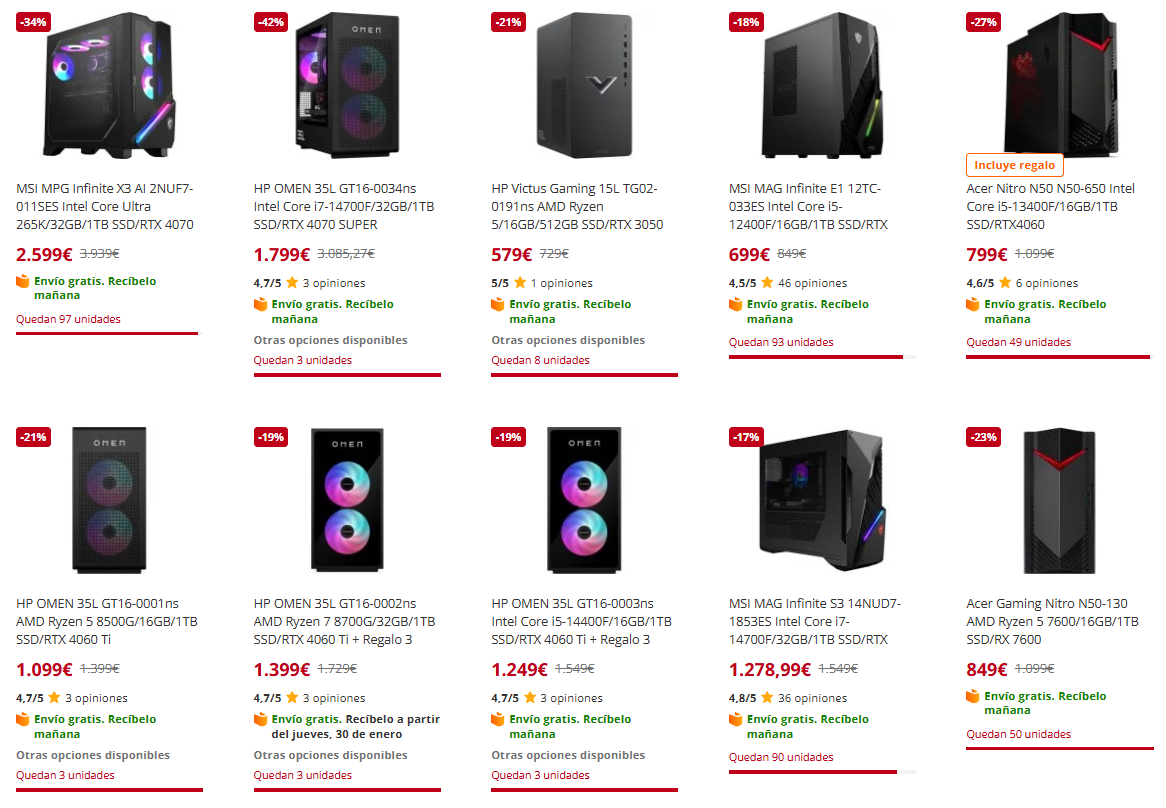 -34%
MSI MPG Infinite X3 AI 2NUF7-
011SES Intel Core Ultra
265K/32GB/1TB SSD/RTX 4070
2.599€ 3.939€
Envío gratis. Recíbelo
mañana
Quedan 97 unidades
-42%
OMEN
HP OMEN 35L GT16-0034ns
Intel Core i7-14700F/32GB/1TB
SSD/RTX 4070 SUPER
1.799€ 3.085,27€
4,7/5 3 opiniones
Envío gratis. Recíbelo
mañana
Otras opciones disponibles
Quedan 3 unidades
-21%
HP Victus Gaming 15L TG02-
0191ns AMD Ryzen
5/16GB/512GB SSD/RTX 3050
579€ 729€
5/5 1 opiniones
Envío gratis. Recíbelo
mañana
Otras opciones disponibles
Quedan 8 unidades
-18%
MSI MAG Infinite E1 12TC-
033ES Intel Core i5-
12400F/16GB/1TB SSD/RTX
699€ 849€
4,5/5 46 opiniones
Envío gratis. Recíbelo
mañana
Quedan 93 unidades
-27%
Incluye regalo
Acer Nitro N50 N50-650 Intel
Core i5-13400F/16GB/1TB
SSD/RTX4060
799€ 1.099€
4,6/5 6 opiniones
Envío gratis. Recíbelo
mañana
Quedan 49 unidades
-21%
OMEN
HP OMEN 35L GT16-0001ns
AMD Ryzen 5 8500G/16GB/1TB
SSD/RTX 4060 Ti
1.099€ 1.399€
4,7/5 3 opiniones
Envío gratis. Recíbelo
mañana
Otras opciones disponibles
Quedan 3 unidades
-19%
OMEN
HP OMEN 35L GT16-0002ns
AMD Ryzen 7 8700G/32GB/1TB
SSD/RTX 4060 Ti + Regalo 3
1.399€ 1.729€
4,7/5 3 opiniones
Envío gratis. Recíbelo a partir
del jueves, 30 de enero
Otras opciones disponibles
Quedan 3 unidades
-19%
OMEN
HP OMEN 35L GT16-0003ns
Intel Core i5-14400F/16GB/1TB
SSD/RTX 4060 Ti + Regalo 3
1.249€ 1.549€
4,7/5 3 opiniones
Envío gratis. Recíbelo
mañana
Otras opciones disponibles
Quedan 3 unidades
-17%
MSI MAG Infinite S3 14NUD7-
1853ES Intel Core i7-
14700F/32GB/1TB SSD/RTX
1.278,99€ 1.549€
4,8/5 36 opiniones
Envío gratis. Recíbelo
mañana
Quedan 90 unidades
-23%
Acer Gaming Nitro N50-130
AMD Ryzen 5 7600/16GB/1TB
SSD/RX 7600
849€ 1.099€
Envío gratis. Recíbelo
mañana
Quedan 50 unidades